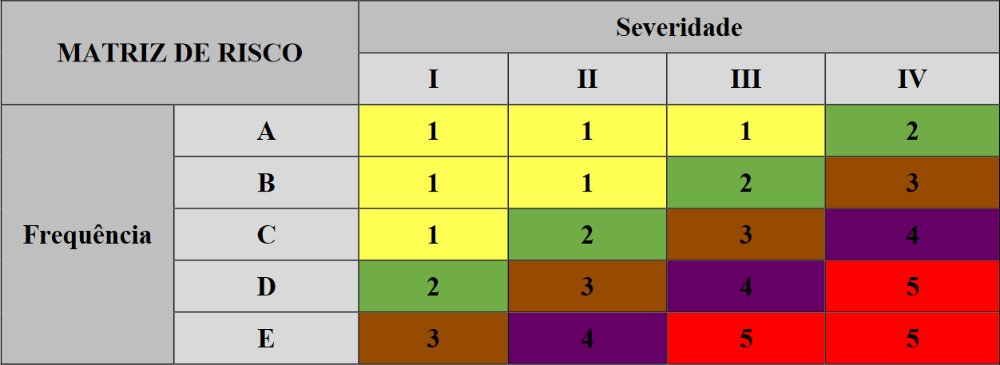 MATRIZ DE RISCO
Severidade
I II III IV
A 1 1 1 2
B 1 1 2 3
Frequência
C 1 2 3 4
D 2 3 4 5
E 3 4 5 5